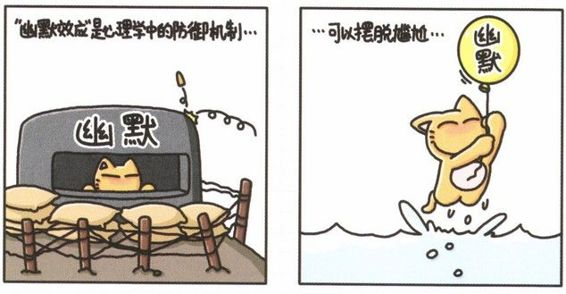 “幽默效应”是心理学中的防御机制…
幽默
…可以摆脱尴尬…
幽
默